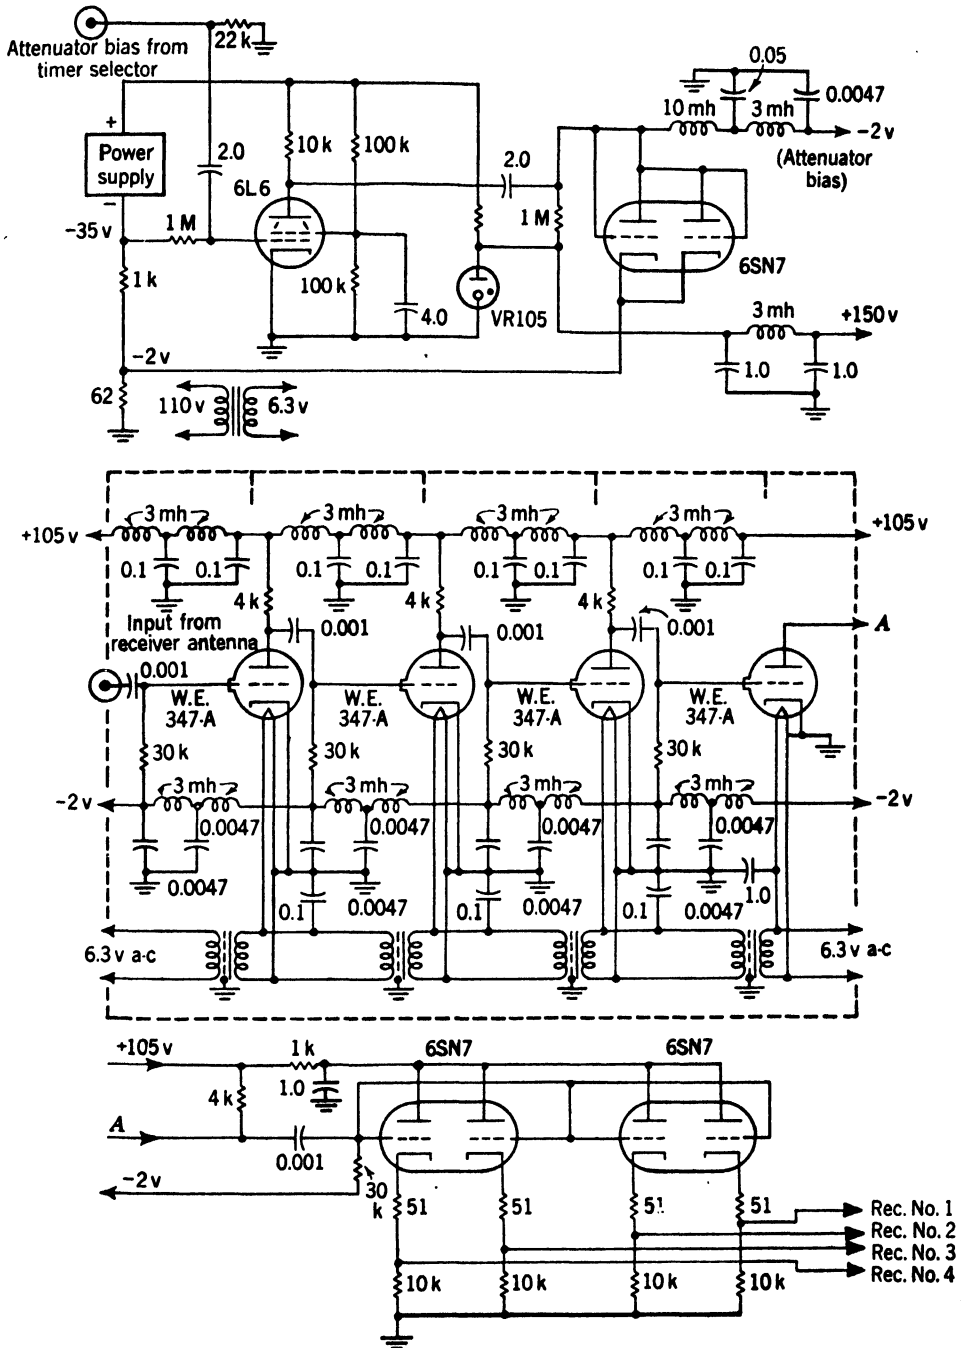 Attenuator bias from
timer selector
22 k
0.05
0.0047
10 mh
3 mh
-2 v
(Attenuator
bias)
+
Power
supply
-
2.0
10 k
100 k
2.0
6L6
1 M
1 M
-35 v
6SN7
1 k
100 k
4.0
VR105
3 mh
+150 v
-2 v
1.0
1.0
62
110 v
6.3 v
3 mh
3 mh
3 mh
3 mh
+105 v
+105 v
0.1
0.1
0.1
0.1
0.1
0.1
0.1
0.1
4 k
4 k
4 k
Input from
receiver antenna
0.001
0.001
0.001
A
0.001
W.E.
347-A
W.E.
347-A
W.E.
347-A
W.E.
347-A
30 k
30 k
30 k
30 k
3 mh
3 mh
3 mh
3 mh
-2 v
-2 v
0.0047
0.0047
0.0047
0.0047
0.0047
0.0047
0.0047
0.0047
0.1
0.1
0.1
1.0
6.3 v a-c
6.3 v a-c
+105 v
1 k
6SN7
6SN7
4 k
1.0
A
0.001
-2 v
30
k
51
51
51
51
Rec. No. 1
Rec. No. 2
Rec. No. 3
Rec. No. 4
10 k
10 k
10 k
10 k